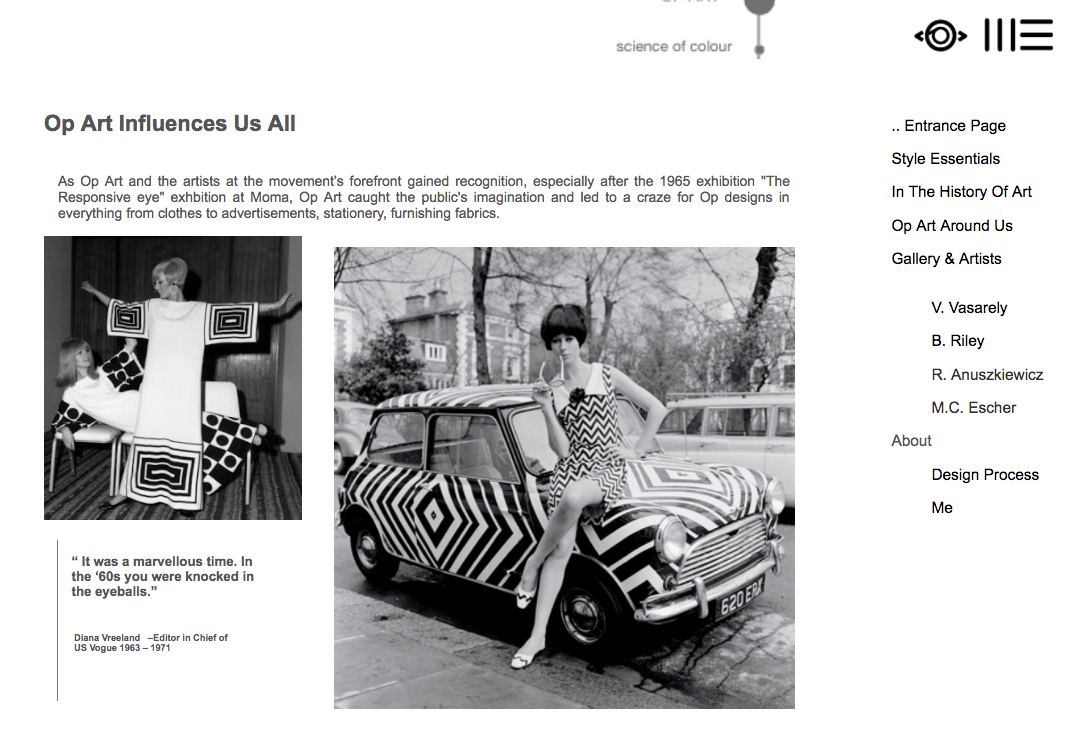 science of colour
Op Art Influences Us All
As Op Art and the artists at the movement's forefront gained recognition, especially after the 1965 exhibition "The
Responsive eye" exhbition at Moma, Op Art caught the public's imagination and led to a craze for Op designs in
everything from clothes to advertisements, stationery, furnishing fabrics.
620 ERX
“ It was a marvellous time. In
the ‘60s you were knocked in
the eyeballs.”
Diana Vreeland –Editor in Chief of
US Vogue 1963 – 1971
.. Entrance Page
Style Essentials
In The History Of Art
Op Art Around Us
Gallery & Artists
V. Vasarely
B. Riley
R. Anuszkiewicz
M.C. Escher
About
Design Process
Me